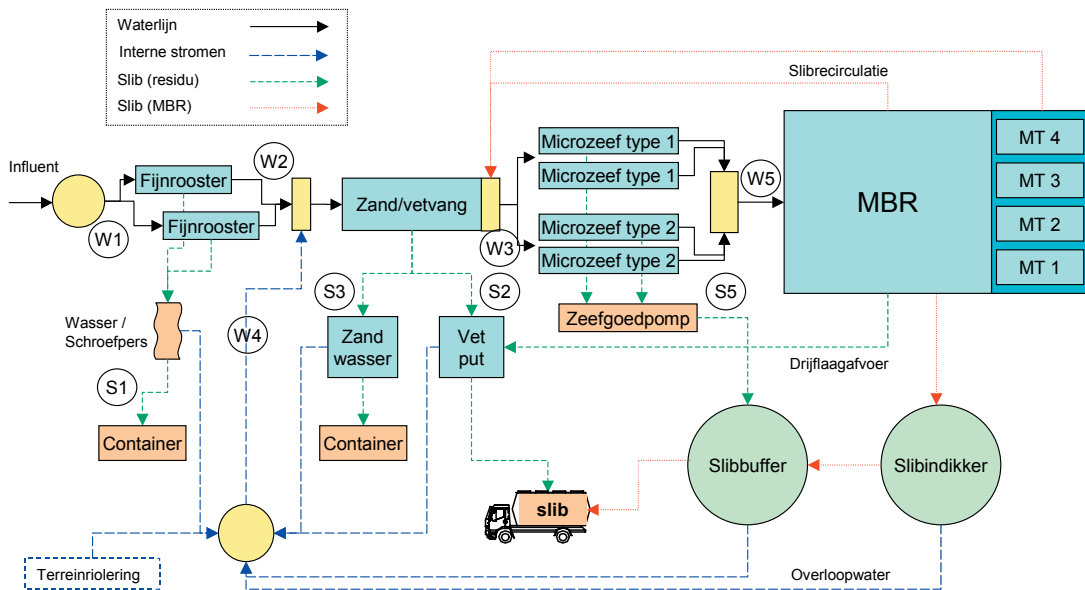 Waterlijn
Interne stromen
Slib (residu)
Slib (MBR)
Slibrecirculatie
Influent
W1
Fijnrooster
Fijnrooster
W2
Zand/vetvang
W3
Microzeef type 1
Microzeef type 1
Microzeef type 2
Microzeef type 2
W5
MBR
MT 4
MT 3
MT 2
MT 1
Wasser /
Schroefpers
W4
S3
S2
S5
Zand
wasser
Vet
put
Zeefgoedpomp
Drijflaagafvoer
S1
Container
Container
Slibbuffer
Slibindikker
slib
Terreinriolering
Overloopwater